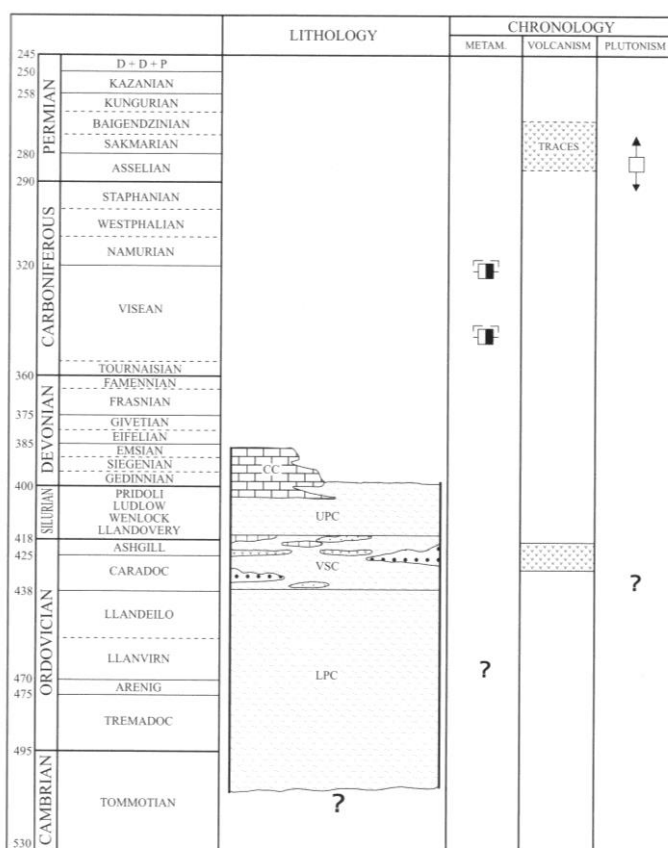 LITHOLOGY
CHRONOLOGY
METAM.
VOLCANISM
PLUTONISM
245
D + D + P
250
KAZANIAN
258
KUNGURIAN
BAIGENDZINIAN
PERMIAN
SAKMARIAN
TRACES
280
ASSELIAN
290
STAPHANIAN
WESTPHALIAN
NAMURIAN
CARBONIFEROUS
320
VISEAN
TOURNAISIAN
360
FAMENNIAN
FRASNIAN
375
DEVONIAN
GIVETIAN
EIFELIAN
385
EMSIAN
SIEGENIAN
CC
GEDINNIAN
400
SILURIAN
PRIDOLI
LUDLOW
WENLOCK
LLANDOVERY
UPC
418
ASHGILL
425
CARADOC
VSC
?
438
ORDOVICIAN
LLANDEILO
LLANVIRN
LPC
?
470
ARENIG
475
TREMADOC
495
CAMBRIAN
TOMMOTIAN
?
530